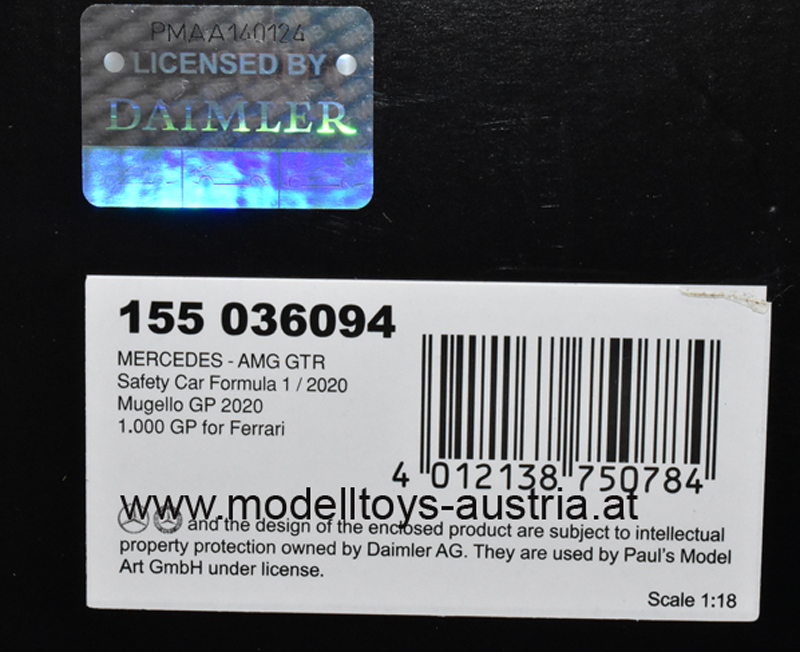 PMAA140124
LICENSED BY
DAIMLER
155 036094
MERCEDES - AMG GTR
Safety Car Formula 1 / 2020
Mugello GP 2020
1.000 GP for Ferrari
4 012138 750784
www.modelltoys-austria.at
and the design of the enclosed product are subject to intellectual
property protection owned by Daimler AG. They are used by Paul's Model
Art GmbH under license.
Scale 1:18